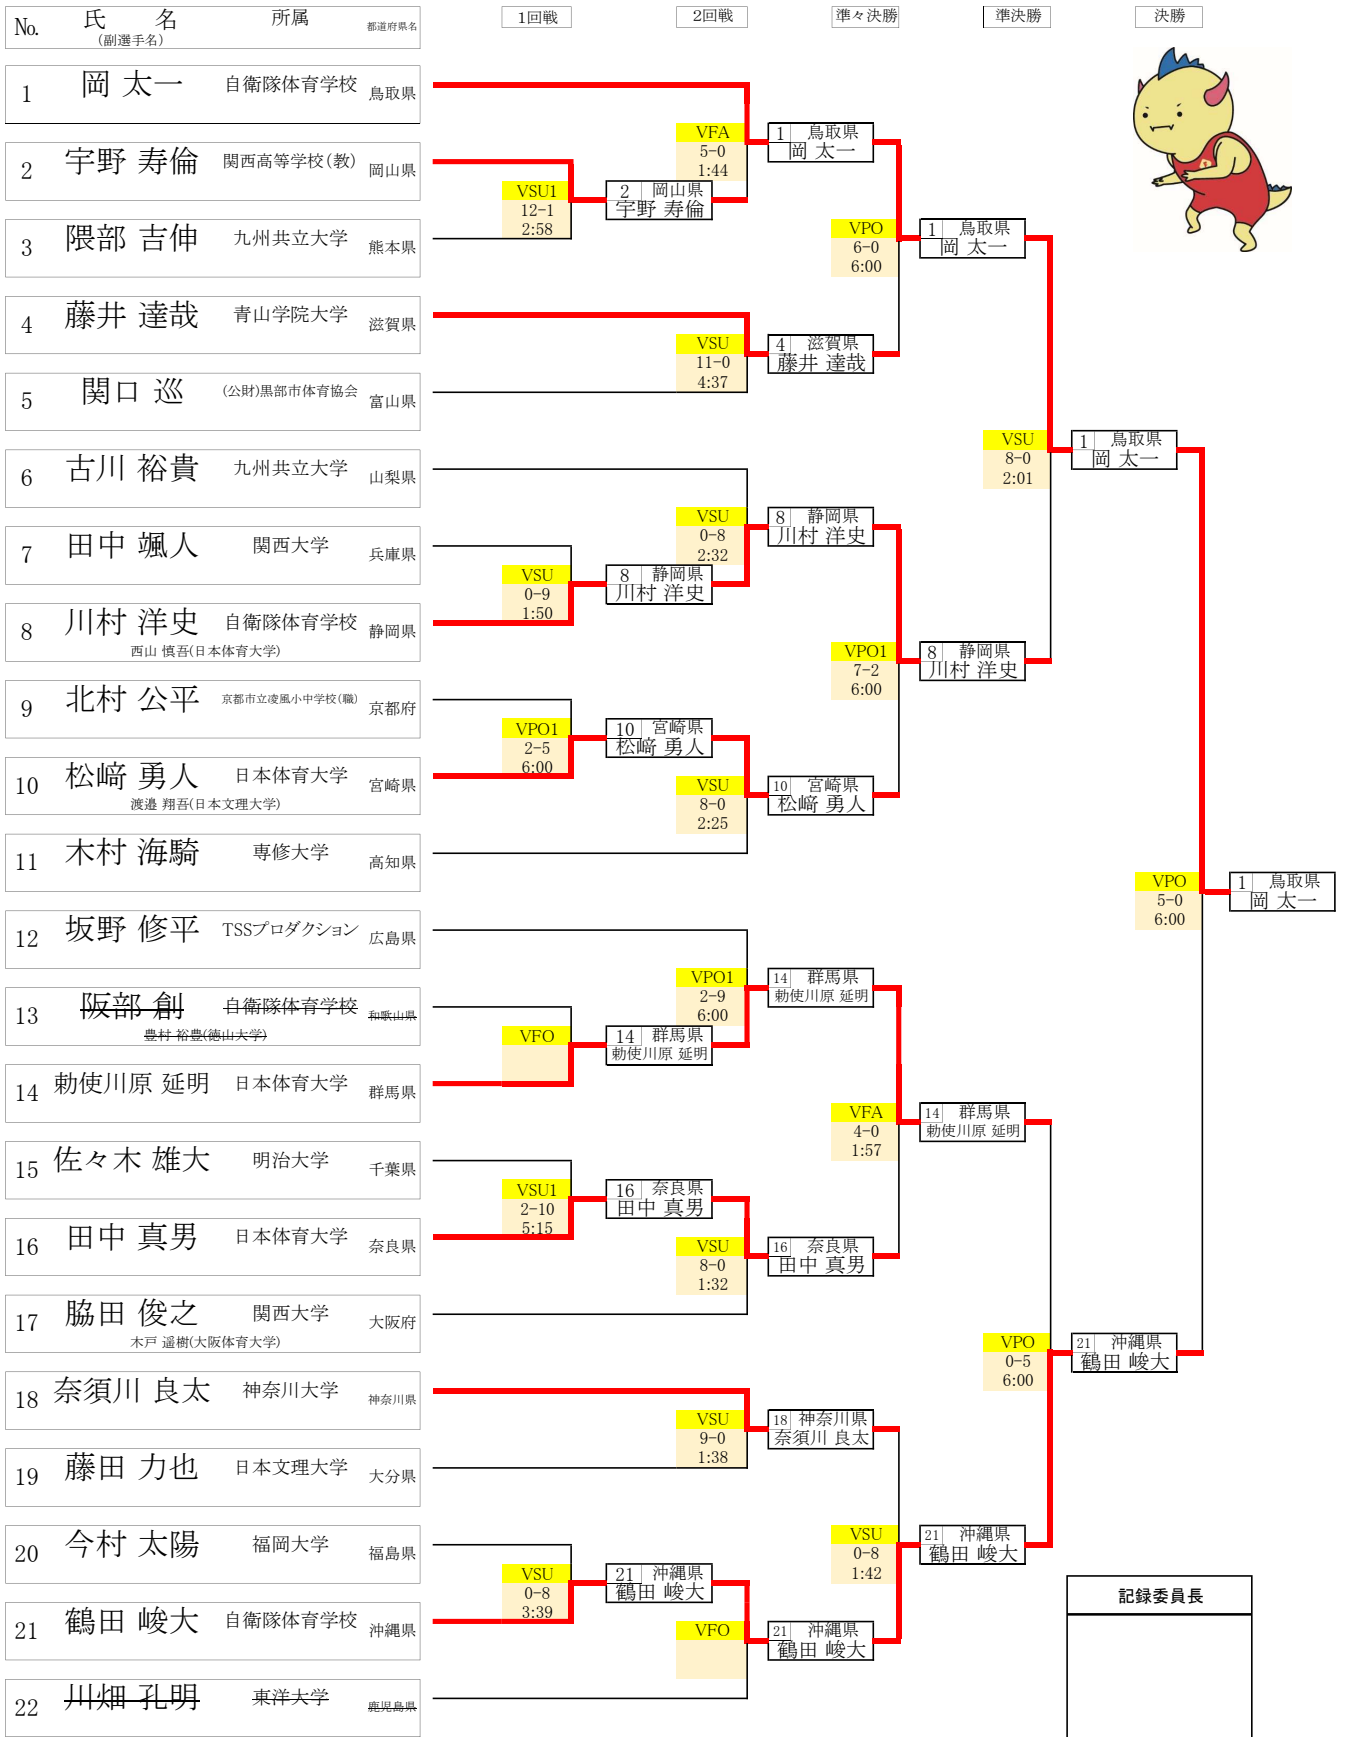 No. 氏 名 所属 都道府県名 1回戦 2回戦 準々決勝 準決勝 決勝
(副選手名)
1 岡 太一 自衛隊体育学校 鳥取県
2 宇野 寿倫 関西高等学校(教) 岡山県
3 隈部 吉伸 九州共立大学 熊本県
4 藤井 達哉 青山学院大学 滋賀県
5 関口 巡 (公財)黒部市体育協会 富山県
6 古川 裕貴 九州共立大学 山梨県
7 田中 颯人 関西大学 兵庫県
8 川村 洋史 自衛隊体育学校 静岡県
西山 慎吾(日本体育大学)
9 北村 公平 京都市立凌風小中学校(職) 京都府
10 松﨑 勇人 日本体育大学 宮崎県
渡邉 翔吾(日本文理大学)
11 木村 海騎 専修大学 高知県
12 坂野 修平 TSSプロダクション 広島県
13 阪部 創 自衛隊体育学校 和歌山県
豊村 裕豊(徳山大学)
14 勅使川原 延明 日本体育大学 群馬県
15 佐々木 雄大 明治大学 千葉県
16 田中 真男 日本体育大学 奈良県
17 脇田 俊之 関西大学 大阪府
木戸 遥樹(大阪体育大学)
18 奈須川 良太 神奈川大学 神奈川県
19 藤田 力也 日本文理大学 大分県
20 今村 太陽 福岡大学 福島県
21 鶴田 峻大 自衛隊体育学校 沖縄県
22 川畑 孔明 東洋大学 鹿児島県
VSU1
12-1
2:58
VSU
0-9
1:50
VPO1
2-5
6:00
VFO
VSU1
2-10
5:15
VSU
0-8
3:39
2 岡山県
宇野 寿倫
8 静岡県
川村 洋史
10 宮崎県
松﨑 勇人
14 群馬県
勅使川原 延明
16 奈良県
田中 真男
21 沖縄県
鶴田 峻大
VFA
5-0
1:44
VSU
11-0
4:37
VSU
0-8
2:32
VSU
8-0
2:25
VPO1
2-9
6:00
VSU
8-0
1:32
VSU
9-0
1:38
VFO
1 鳥取県
岡 太一
4 滋賀県
藤井 達哉
8 静岡県
川村 洋史
10 宮崎県
松﨑 勇人
14 群馬県
勅使川原 延明
16 奈良県
田中 真男
18 神奈川県
奈須川 良太
21 沖縄県
鶴田 峻大
VPO
6-0
6:00
VPO1
7-2
6:00
VFA
4-0
1:57
VSU
0-8
1:42
1 鳥取県
岡 太一
8 静岡県
川村 洋史
14 群馬県
勅使川原 延明
21 沖縄県
鶴田 峻大
VSU
8-0
2:01
VPO
0-5
6:00
1 鳥取県
岡 太一
21 沖縄県
鶴田 峻大
VPO
5-0
6:00
1 鳥取県
岡 太一
記録委員長